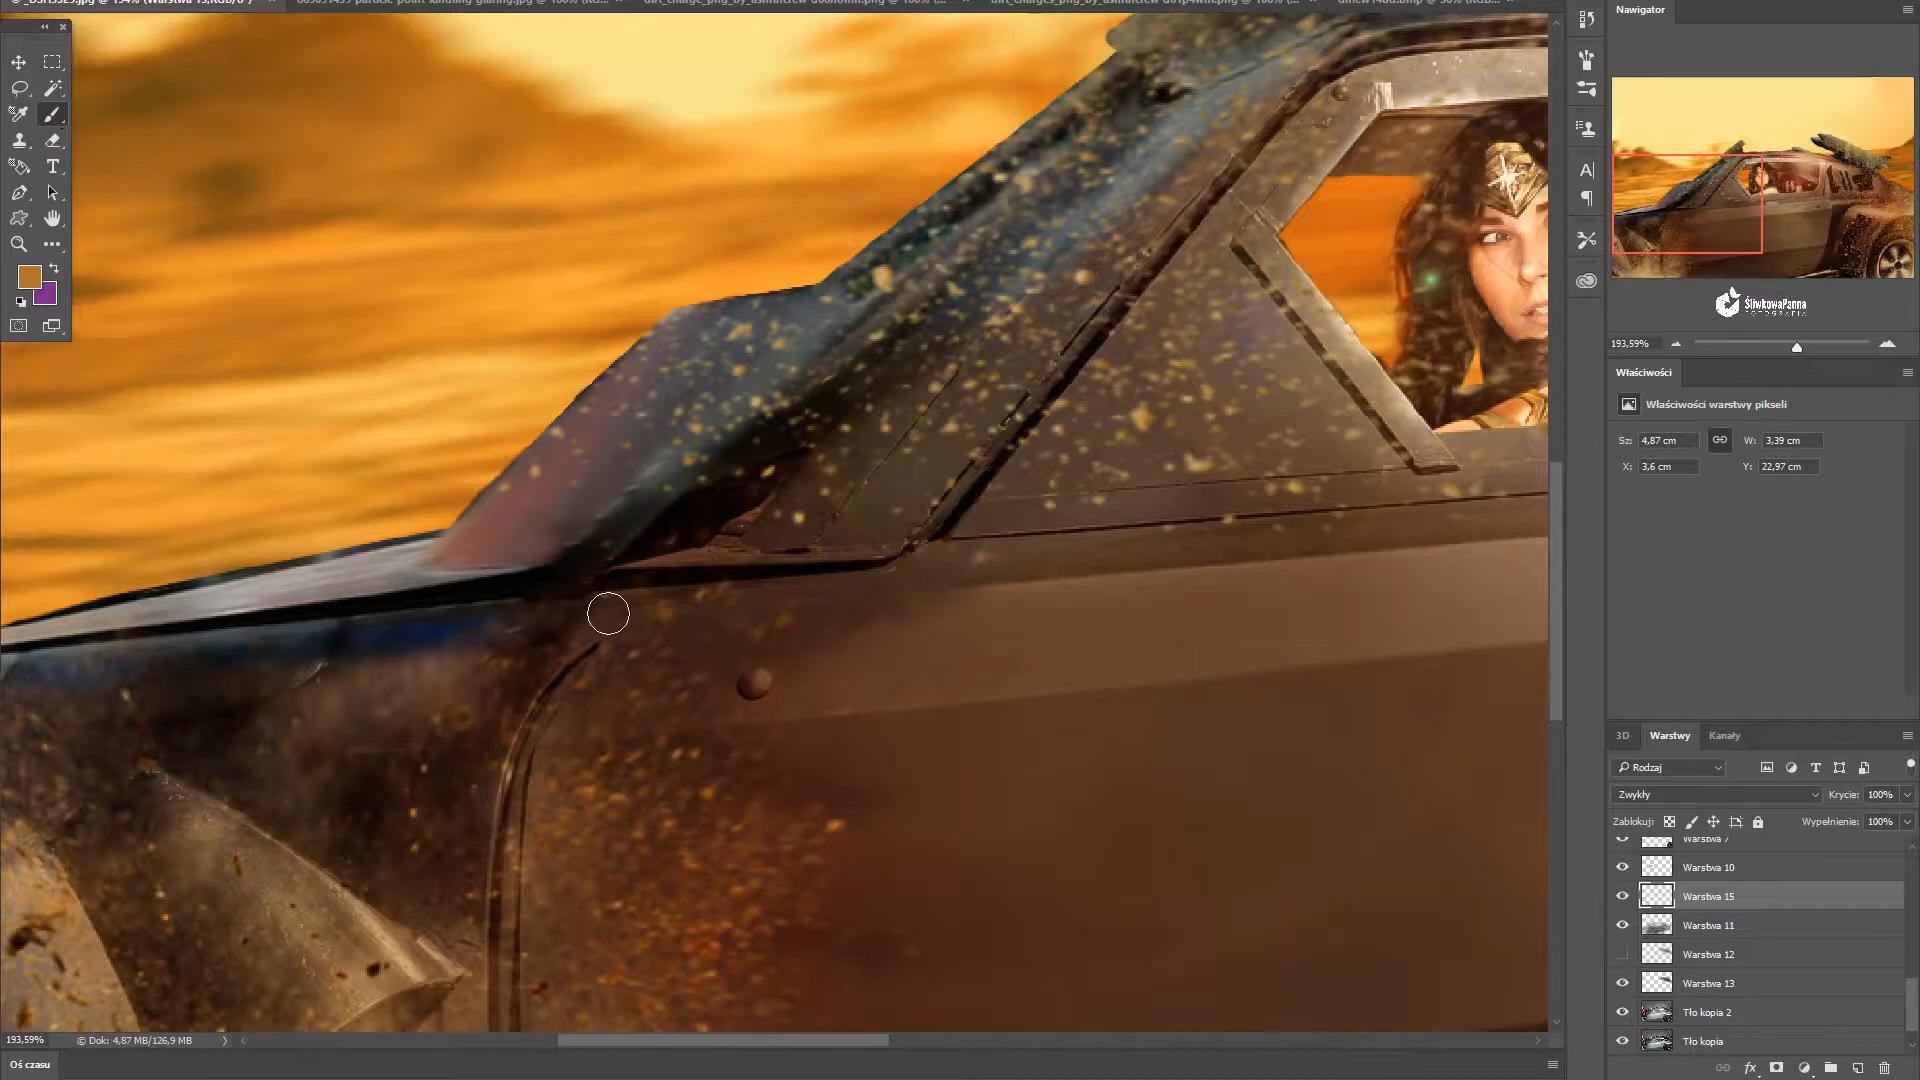 Nawigator
ŚliwkowaPanna
FOTOGRAFIA
193,59%
Właściwości
Właściwości warstwy pikseli
Sz: 4,87 cm W: 3,39 cm
X: 3,6 cm Y: 22,97 cm
3D Warstwy Kanały
Rodzaj
Zwykły Krycie: 100%
Zablokuj: Wypełnienie: 100%
Warstwa 7
Warstwa 10
Warstwa 15
Warstwa 11
Warstwa 12
Warstwa 13
Tło kopia 2
Tło kopia
fx
193,59% © Dok: 4,87 MB/126,9 MB
Oś czasu